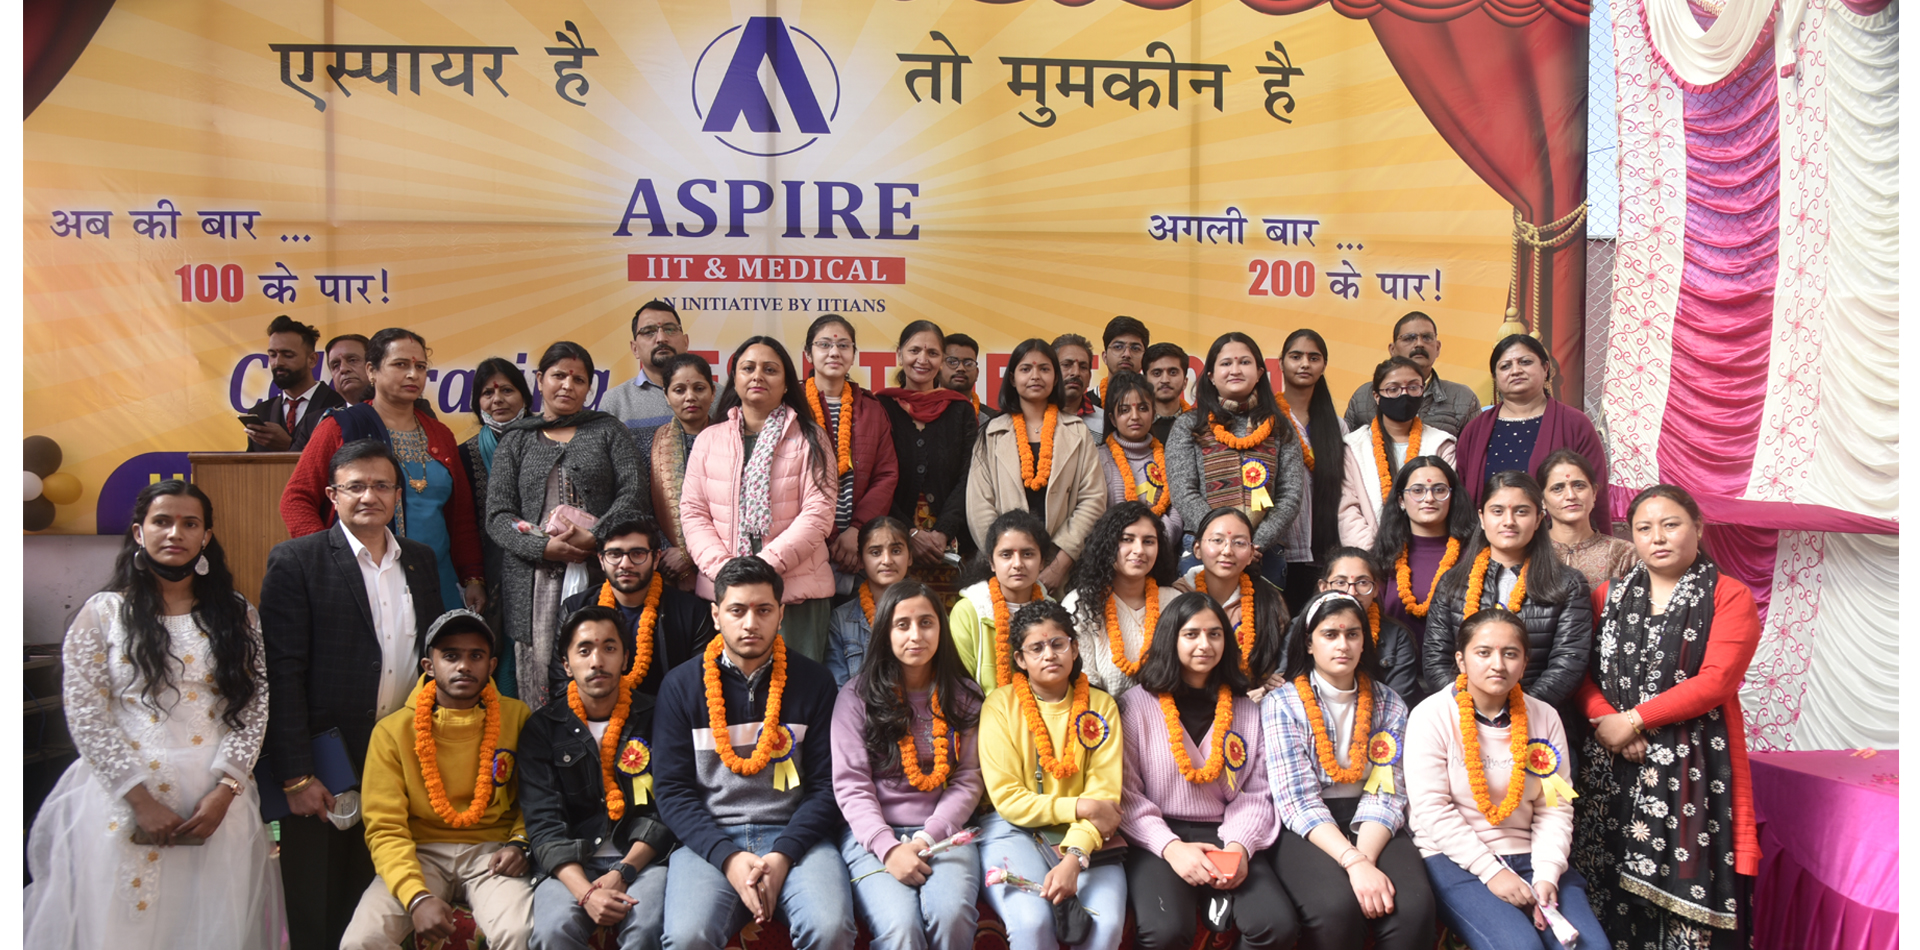 एस्पायर है तो मुमकीन है
ASPIRE
IIT & MEDICAL
AN INITIATIVE BY IITIANS
अब की बार ...
100 के पार!
अगली बार ...
200 के पार!